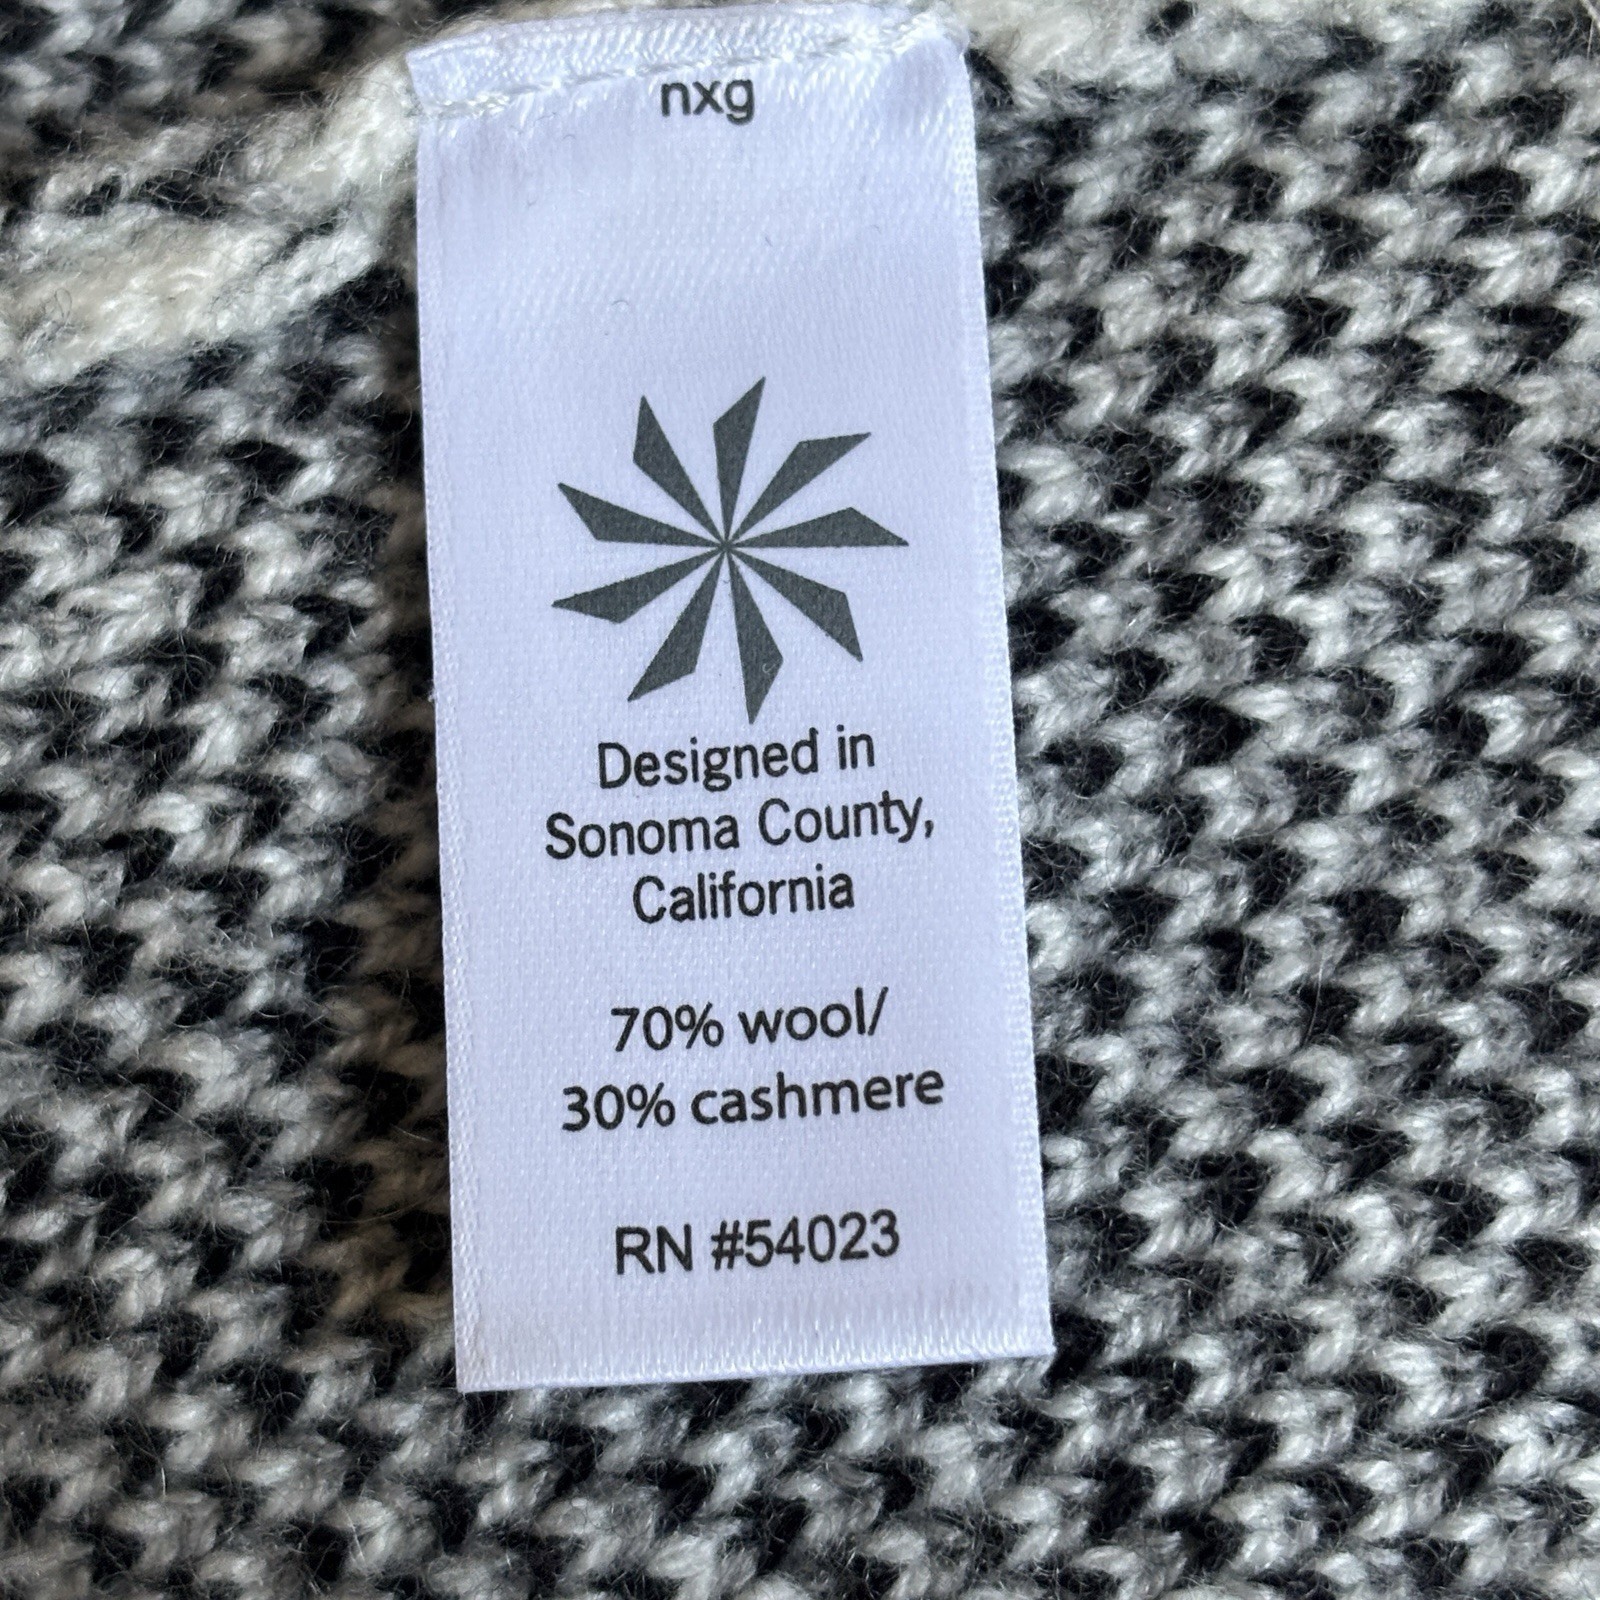 nxg
Designed in
Sonoma County,
California
70% wool/
30% cashmere
RN #54023